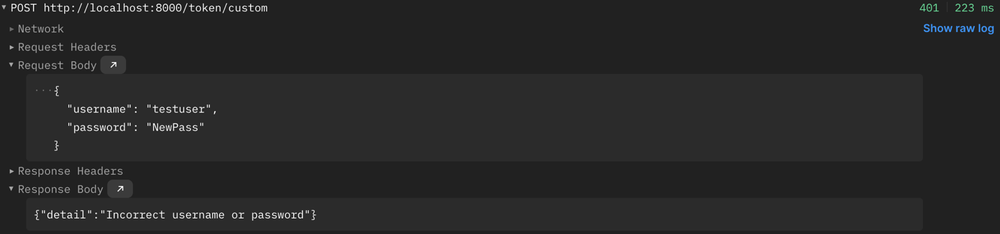 POST http://localhost:8000/token/custom 401 223 ms
Network Show raw log
Request Headers
Request Body
{
"username": "testuser",
"password": "NewPass"
}
Response Headers
Response Body
{"detail":"Incorrect username or password"}